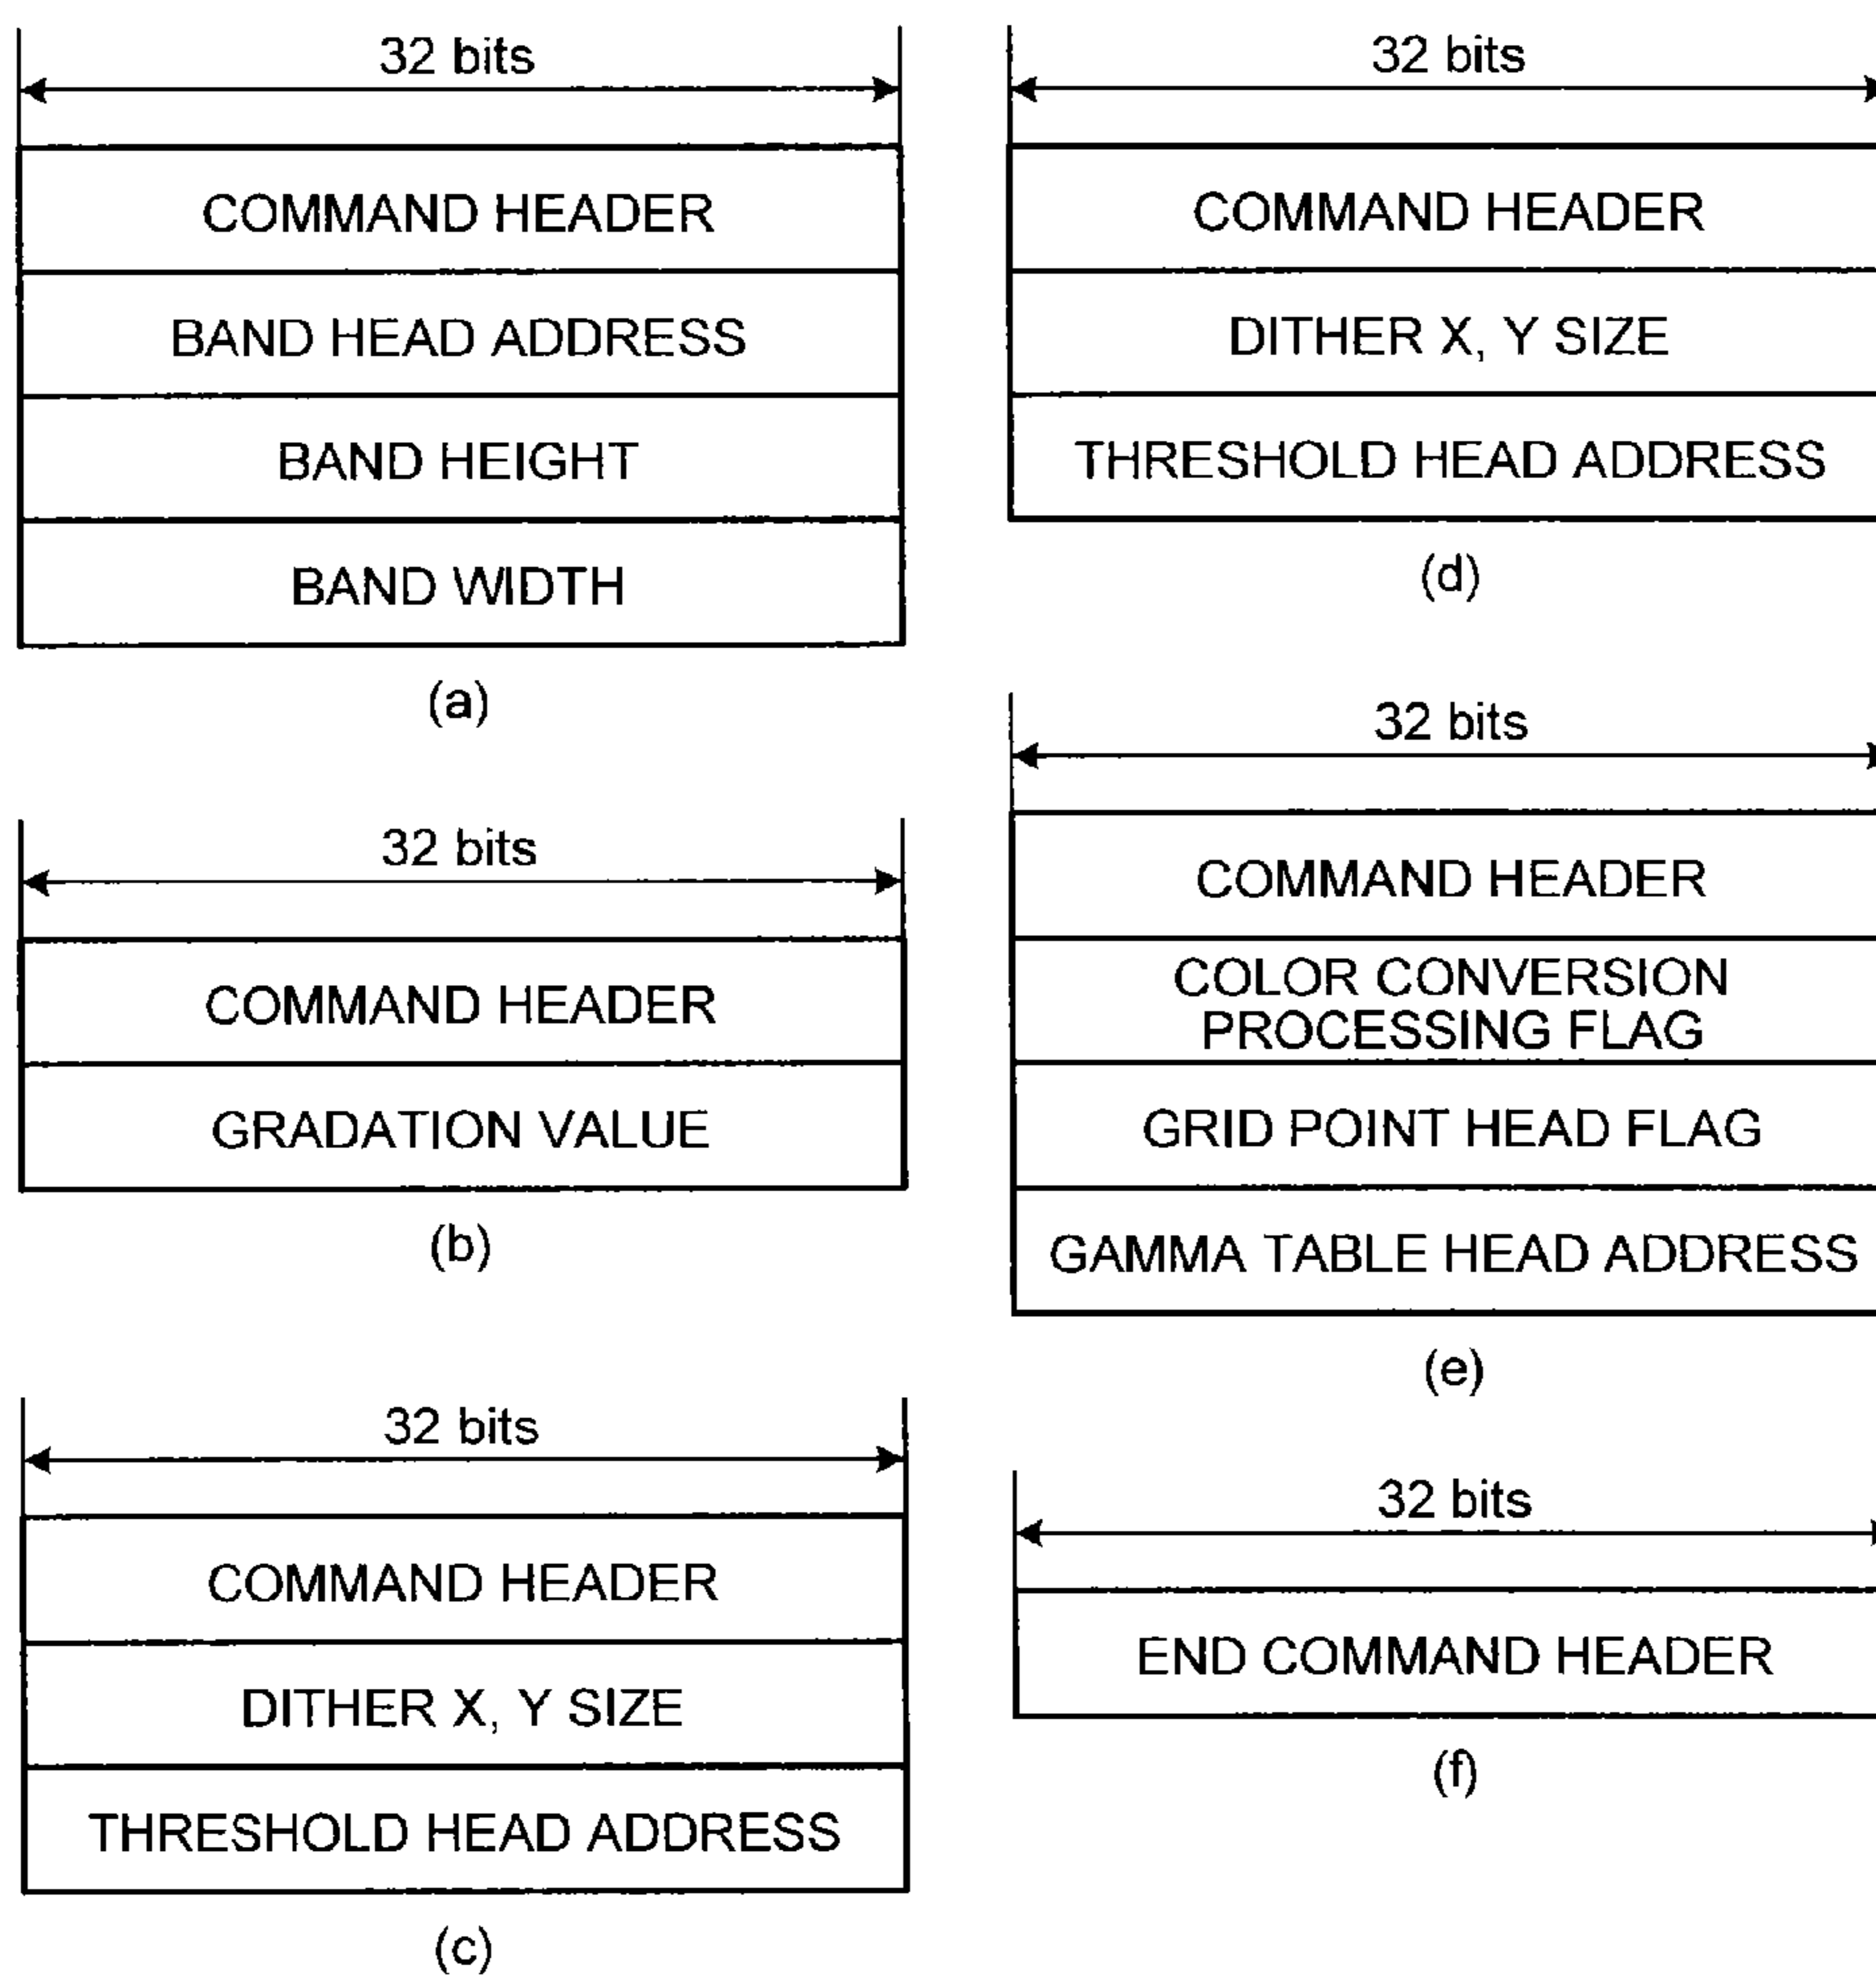 32 bits
COMMAND HEADER
BAND HEAD ADDRESS
BAND HEIGHT
BAND WIDTH
(a)
32 bits
COMMAND HEADER
GRADATION VALUE
(b)
32 bits
COMMAND HEADER
DITHER X, Y SIZE
THRESHOLD HEAD ADDRESS
(c)
32 bits
COMMAND HEADER
DITHER X, Y SIZE
THRESHOLD HEAD ADDRESS
(d)
32 bits
COMMAND HEADER
COLOR CONVERSION
PROCESSING FLAG
GRID POINT HEAD FLAG
GAMMA TABLE HEAD ADDRESS
(e)
32 bits
END COMMAND HEADER
(f)